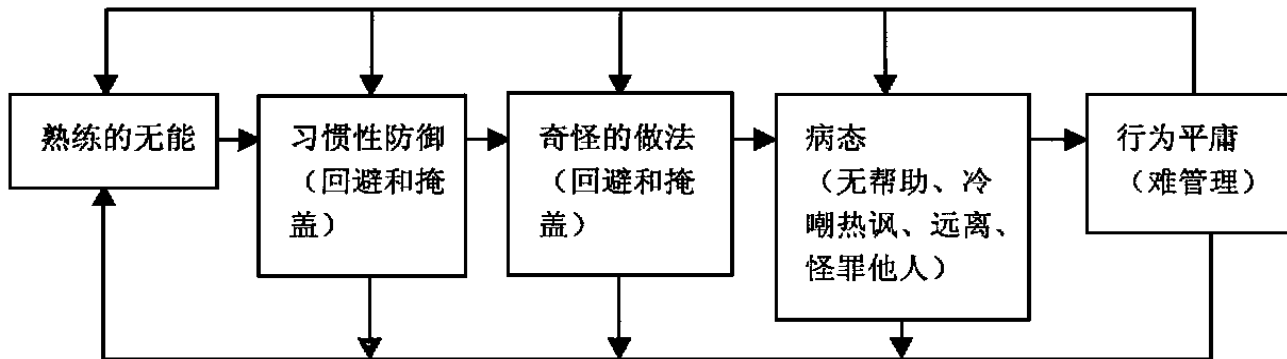 熟练的无能
习惯性防御
（回避和掩
盖）
奇怪的做法
（回避和掩
盖）
病态
（无帮助、冷
嘲热讽、远离、
怪罪他人）
行为平庸
（难管理）